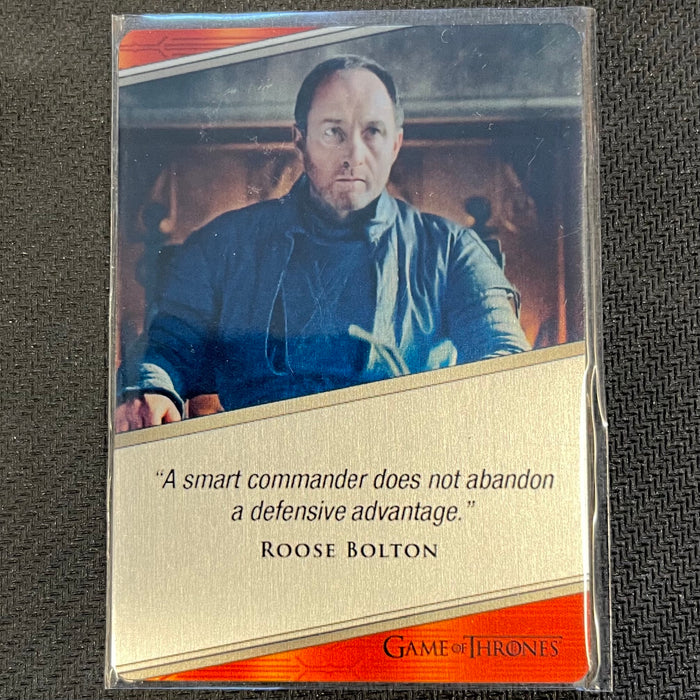 “A smart commander does not abandon
a defensive advantage.”
ROOSE BOLTON
GAME OF THRONES